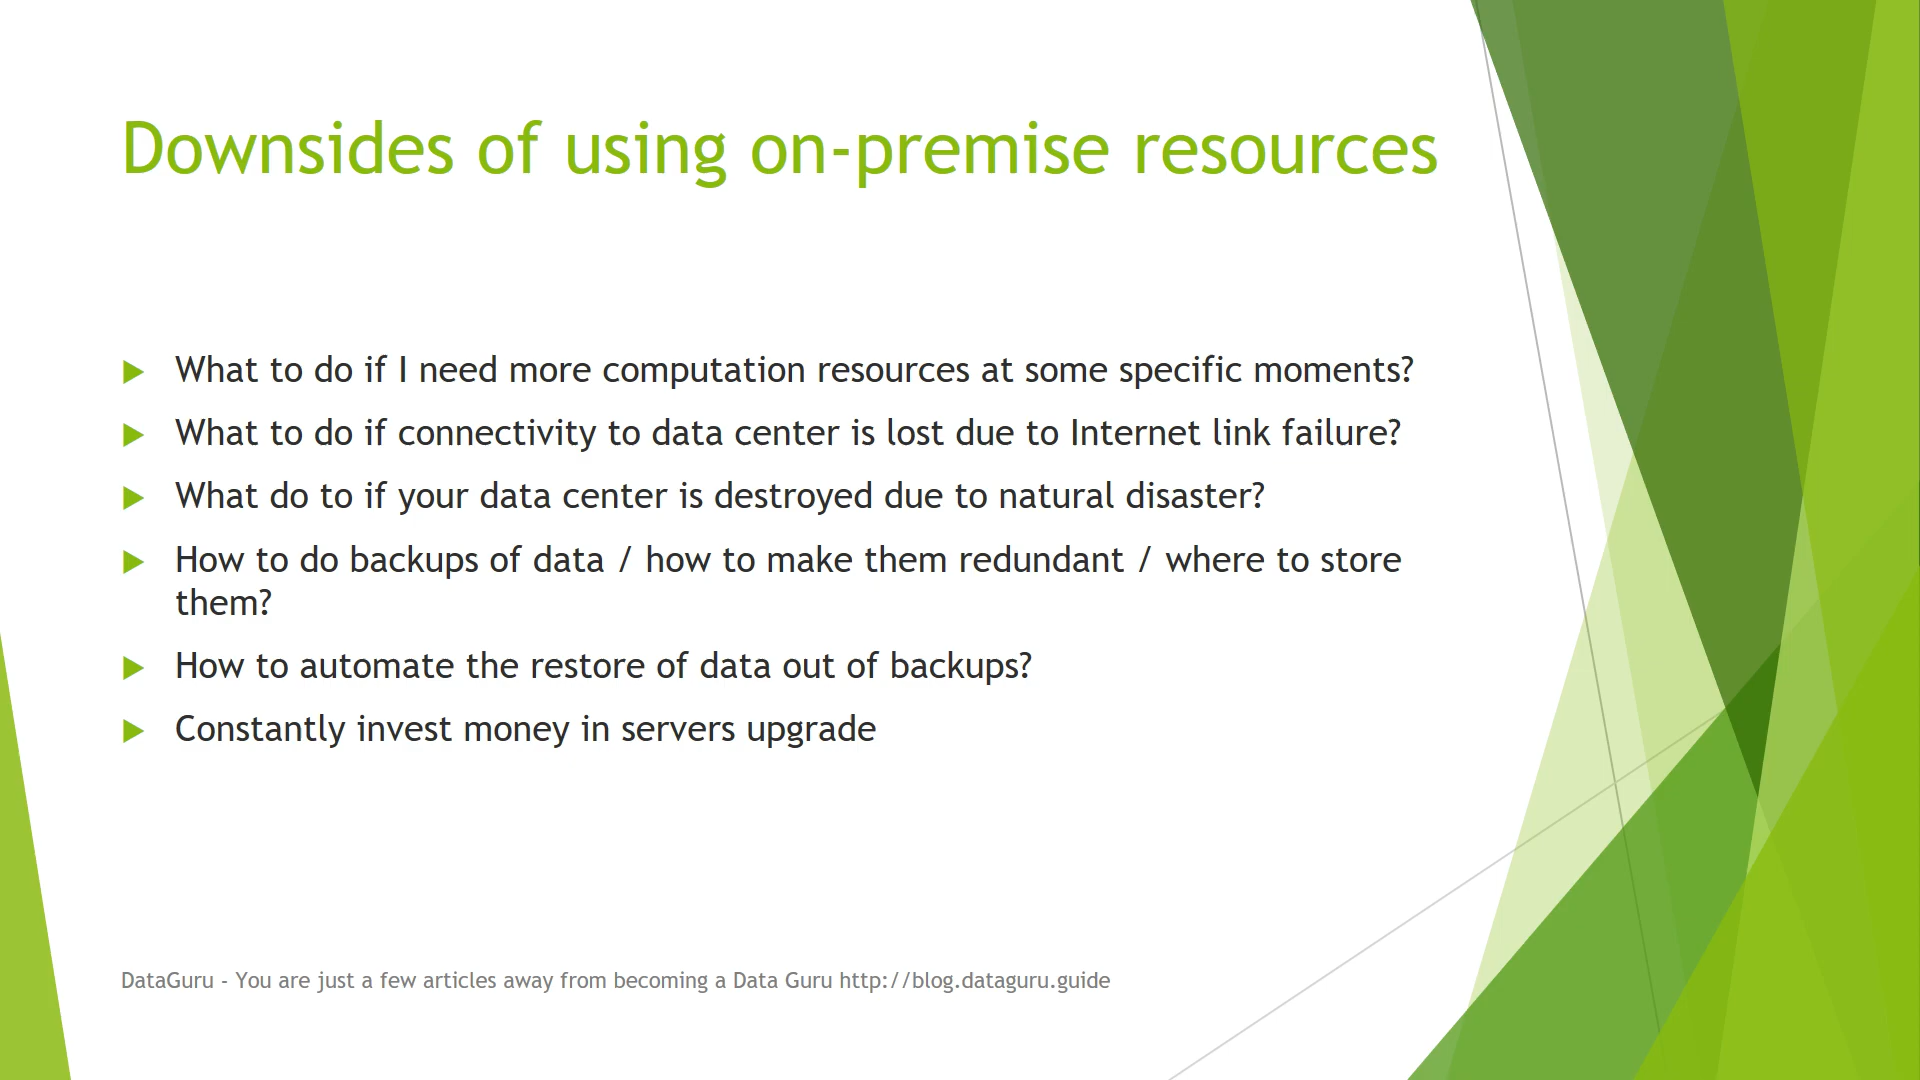 Downsides of using on-premise resources
What to do if I need more computation resources at some specific moments?
What to do if connectivity to data center is lost due to Internet link failure?
What do to if your data center is destroyed due to natural disaster?
How to do backups of data / how to make them redundant / where to store
them?
How to automate the restore of data out of backups?
Constantly invest money in servers upgrade
DataGuru - You are just a few articles away from becoming a Data Guru http://blog.dataguru.guide